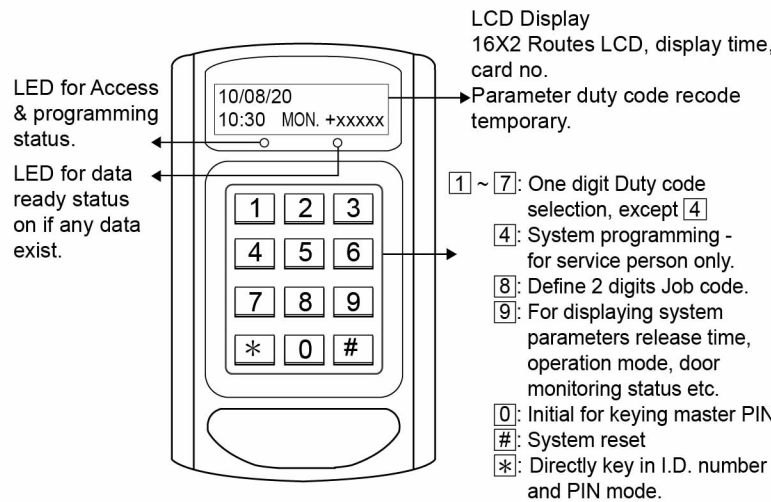 LCD Display
16X2 Routes LCD, display time,
card no.
Parameter duty code recode
temporary.
LED for Access
& programming
status.
LED for data
ready status
on if any data
exist.
10/08/20
10:30 MON. +xxxxx
1 2 3
4 5 6
7 8 9
* 0 #
1 ~ 7: One digit Duty code
selection, except 4
4: System programming -
for service person only.
8: Define 2 digits Job code.
9: For displaying system
parameters release time,
operation mode, door
monitoring status etc.
0: Initial for keying master PIN
#: System reset
*: Directly key in I.D. number
and PIN mode.